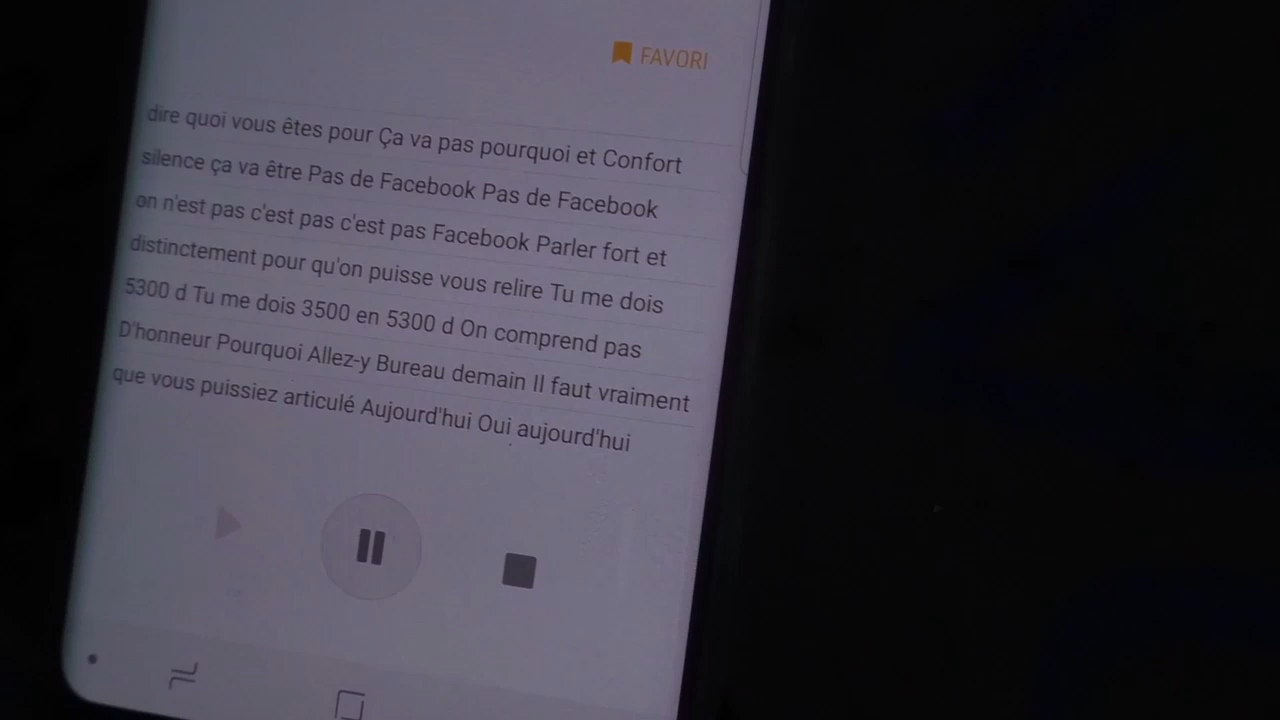 FAVORI
dire quoi vous êtes pour Ça va pas pourquoi et Confort
silence ça va être Pas de Facebook Pas de Facebook
on n'est pas c'est pas c'est pas Facebook Parler fort et
distinctement pour qu'on puisse vous relire Tu me dois
5300 d Tu me dois 3500 en 5300 d On comprend pas
D'honneur Pourquoi Allez-y Bureau demain Il faut vraiment
que vous puissiez articulé Aujourd'hui Oui aujourd'hui